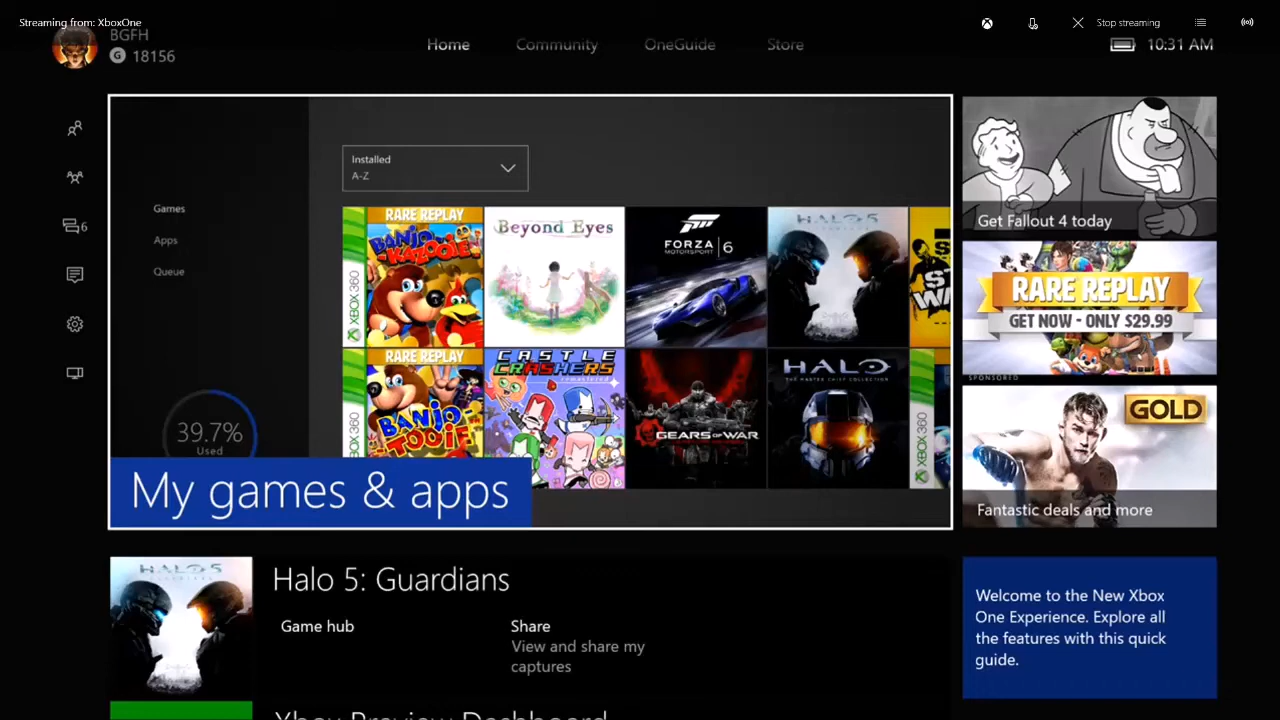 Streaming from: XboxOne
Stop streaming
BGFH
G 18156
Home
Community
OneGuide
Store
10:31 AM
6
Installed
A-Z
Games
Apps
Queue
39.7%
Used
RARE REPLAY
BANJO KAZOOIE
XBOX 360
Beyond Eyes
FORZA
MOTORSPORT 6
HALO 5
RARE REPLAY
BANJO TOOIE
XBOX 360
CASTLE
CRASHERS
remastered
GEARS OF WAR
HALO
THE MASTER CHIEF COLLECTION
XBOX 360
My games & apps
Get Fallout 4 today
RARE REPLAY
GET NOW - ONLY $29.99
SPONSORED
GOLD
Fantastic deals and more
HALO 5
Halo 5: Guardians
Game hub
Share
View and share my
captures
Welcome to the New Xbox
One Experience. Explore all
the features with this quick
guide.
Xbox Preview Dashboard